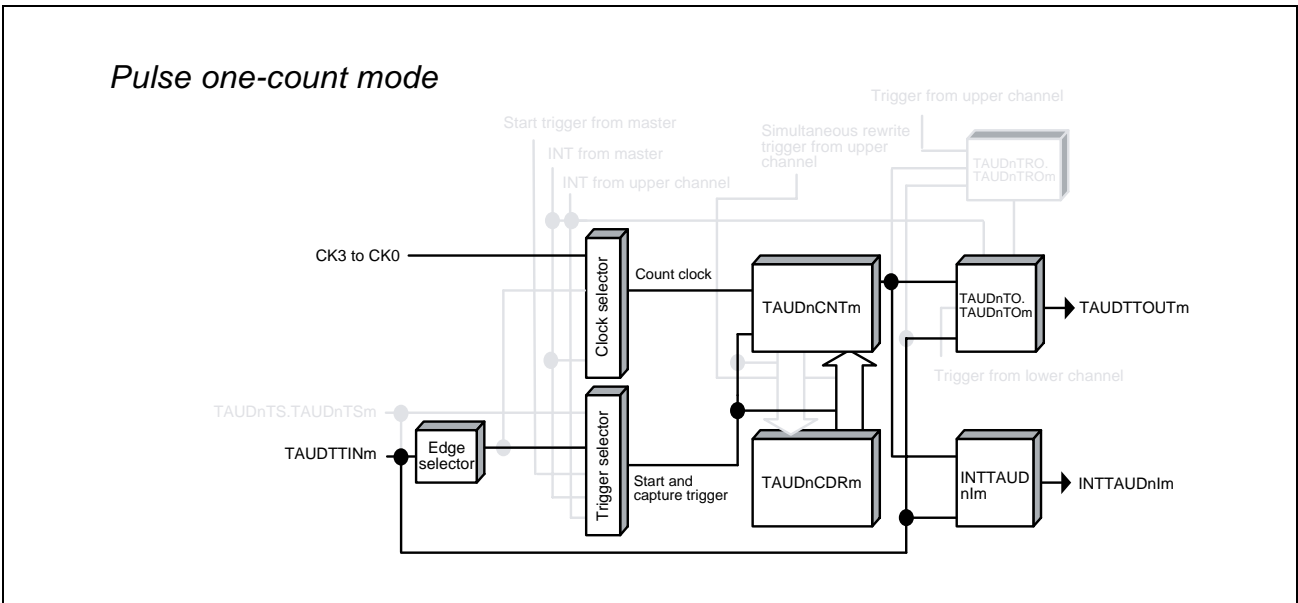 Pulse one-count mode
Trigger from upper channel
Start trigger from master
Simultaneous rewrite
trigger from upper
channel
INT from master
INT from upper channel
TAUDnTRO.
TAUDnTROm
CK3 to CK0
Clock selector
Count clock
TAUDnCNTm
TAUDnTO.
TAUDnTOm
TAUDTTOUTm
Trigger from lower channel
TAUDnTS.TAUDnTSm
TAUDTTINm
Edge
selector
Trigger selector
Start and
capture trigger
TAUDnCDRm
INTTAUD
nIm
INTTAUDnIm